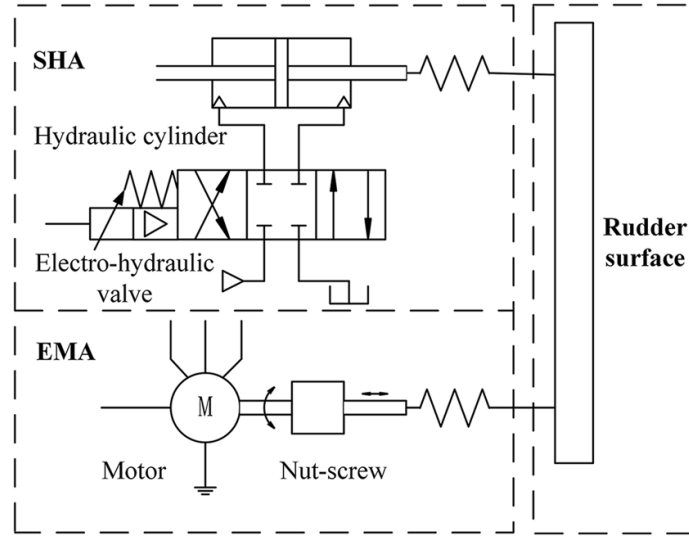 SHA
Hydraulic cylinder
Electro-hydraulic
valve
Rudder
surface
EMA
M
Motor
Nut-screw